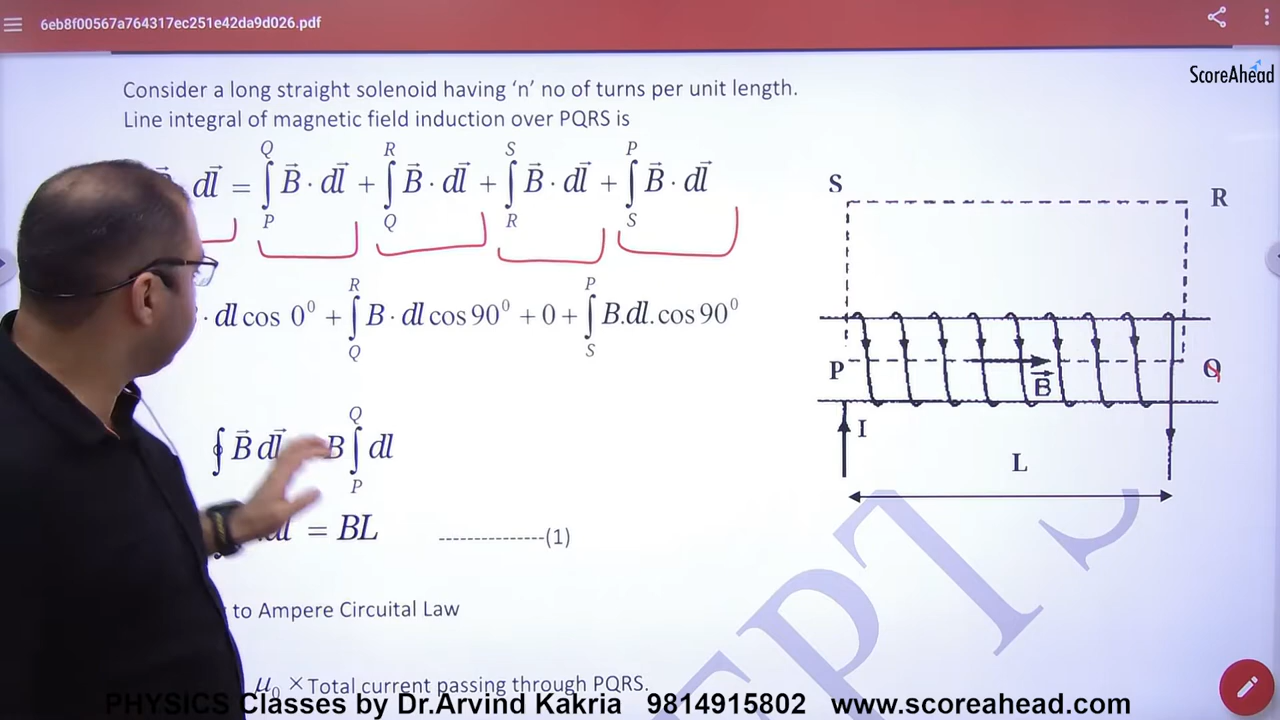 6eb8f00567a764317ec251e42da9d026.pdf
ScoreAhead
Consider a long straight solenoid having ‘n’ no of turns per unit length.
Line integral of magnetic field induction over PQRS is
dl⃗ = ∫_P^Q B⃗ · dl⃗ + ∫_Q^R B⃗ · dl⃗ + ∫_R^S B⃗ · dl⃗ + ∫_S^P B⃗ · dl⃗
· dl cos 0⁰ + ∫_Q^R B · dl cos 90⁰ + 0 + ∫_S^P B.dl. cos 90⁰
∮ B⃗ dl⃗ B ∫_P^Q dl
= BL ---------------(1)
to Ampere Circuital Law
μ₀ × Total current passing through PQRS.
S
R
P
Q
B⃗
I
L
PHYSICS Classes by Dr.Arvind Kakria 9814915802 www.scoreahead.com